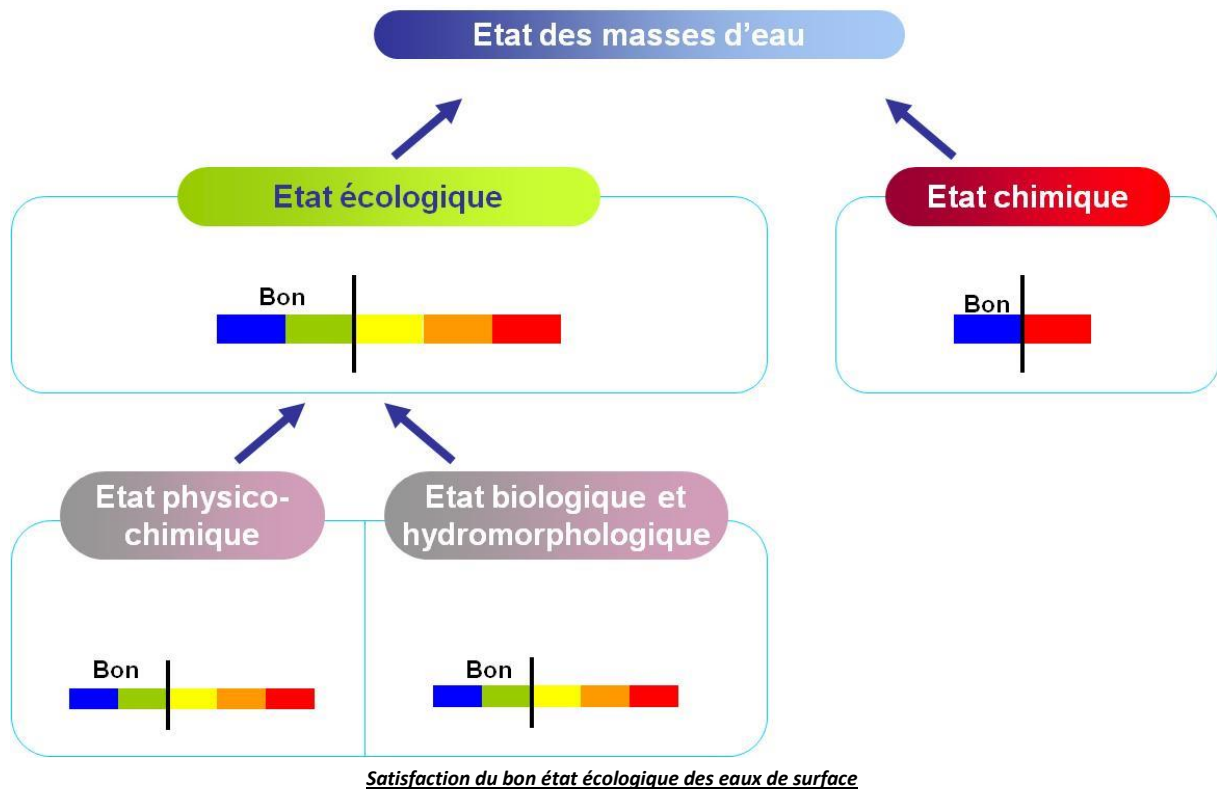 Etat des masses d'eau
Etat écologique
Etat chimique
Bon
Bon
Etat physico-
chimique
Etat biologique et
hydromorphologique
Bon
Bon
Satisfaction du bon état écologique des eaux de surface